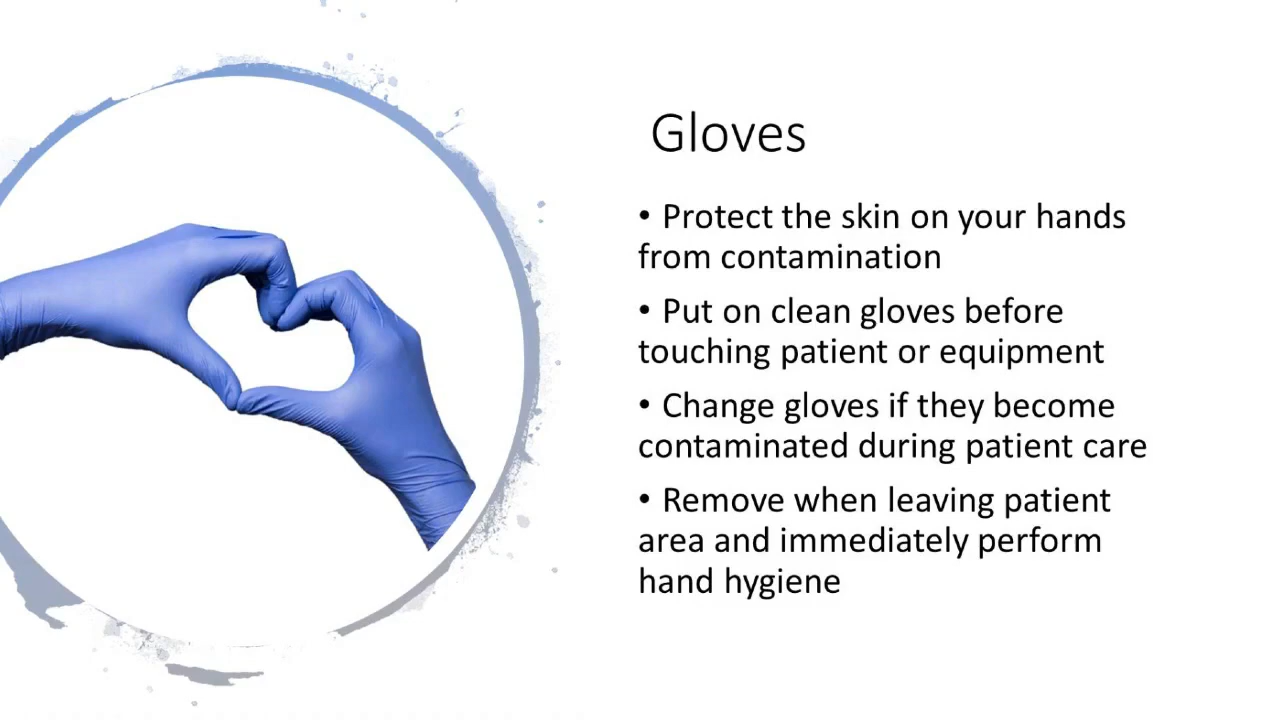 Gloves
• Protect the skin on your hands
from contamination
• Put on clean gloves before
touching patient or equipment
• Change gloves if they become
contaminated during patient care
• Remove when leaving patient
area and immediately perform
hand hygiene